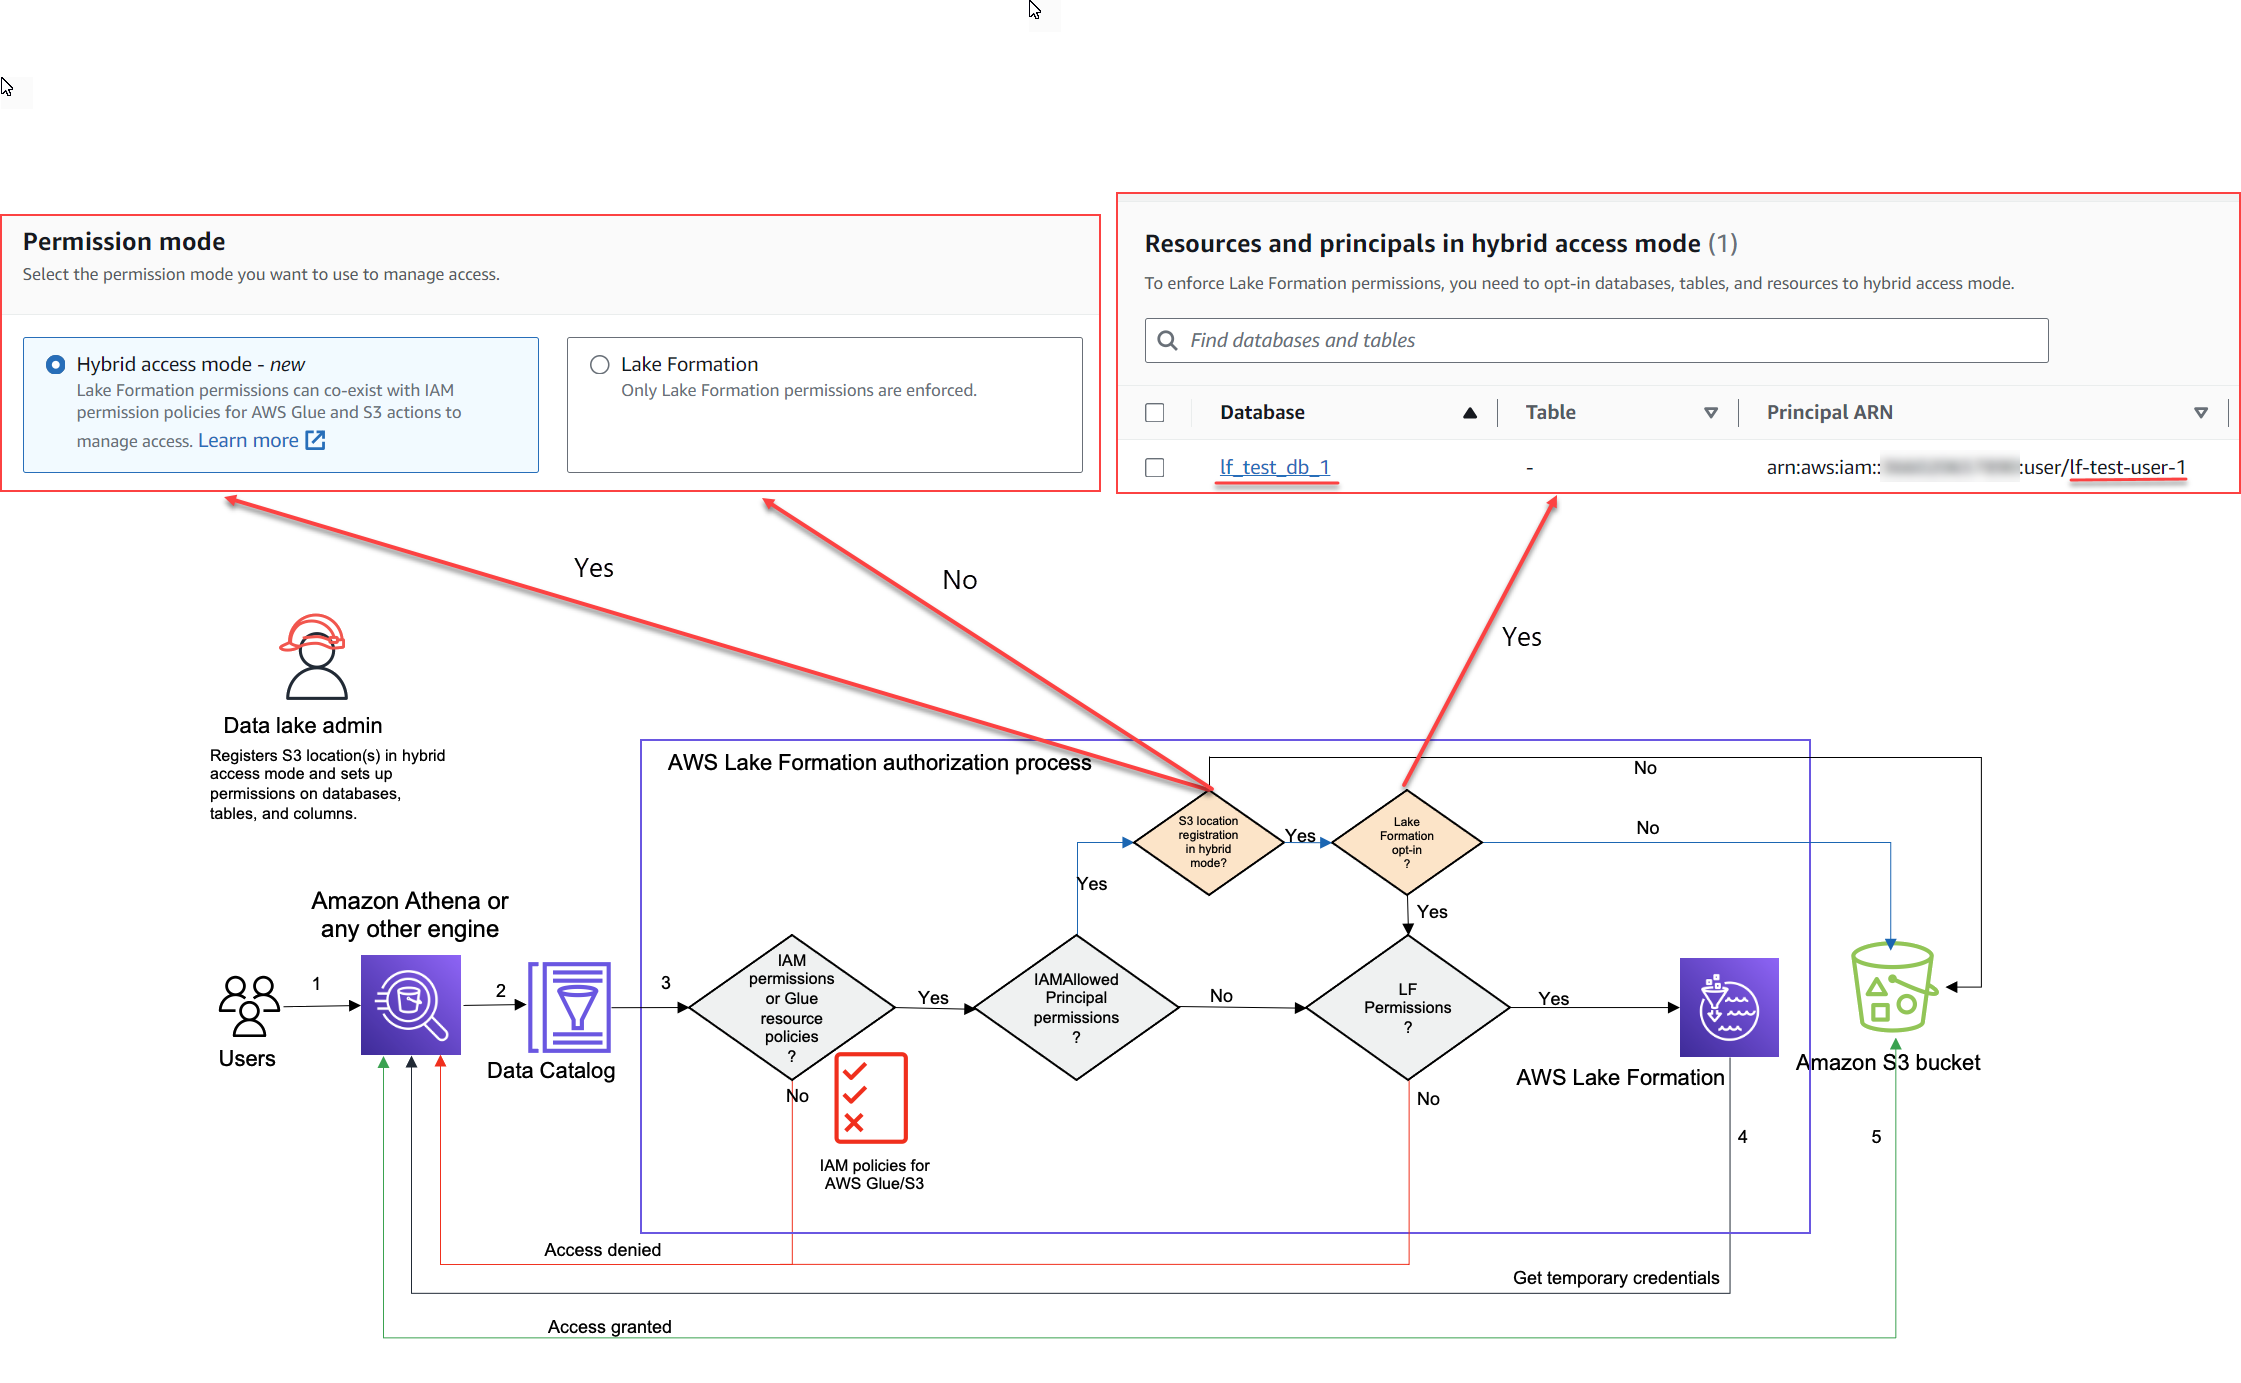 Permission mode
Select the permission mode you want to use to manage access.
Hybrid access mode - new
Lake Formation permissions can co-exist with IAM
permission policies for AWS Glue and S3 actions to
manage access. Learn more
Lake Formation
Only Lake Formation permissions are enforced.
Resources and principals in hybrid access mode (1)
To enforce Lake Formation permissions, you need to opt-in databases, tables, and resources to hybrid access mode.
Find databases and tables
Database
Table
Principal ARN
lf_test_db_1
-
arn:aws:iam::
:user/lf-test-user-1
Yes
No
Yes
Data lake admin
Registers S3 location(s) in hybrid
access mode and sets up
permissions on databases,
tables, and columns.
AWS Lake Formation authorization process
No
S3 location
registration
in hybrid
mode?
Yes
Lake
Formation
opt-in
?
No
Yes
Yes
Amazon Athena or
any other engine
Users
1
2
Data Catalog
3
IAM
permissions
or Glue
resource
policies
?
Yes
IAMAllowed
Principal
permissions
?
No
LF
Permissions
?
Yes
AWS Lake Formation
Amazon S3 bucket
No
No
IAM policies for
AWS Glue/S3
4
5
Access denied
Get temporary credentials
Access granted